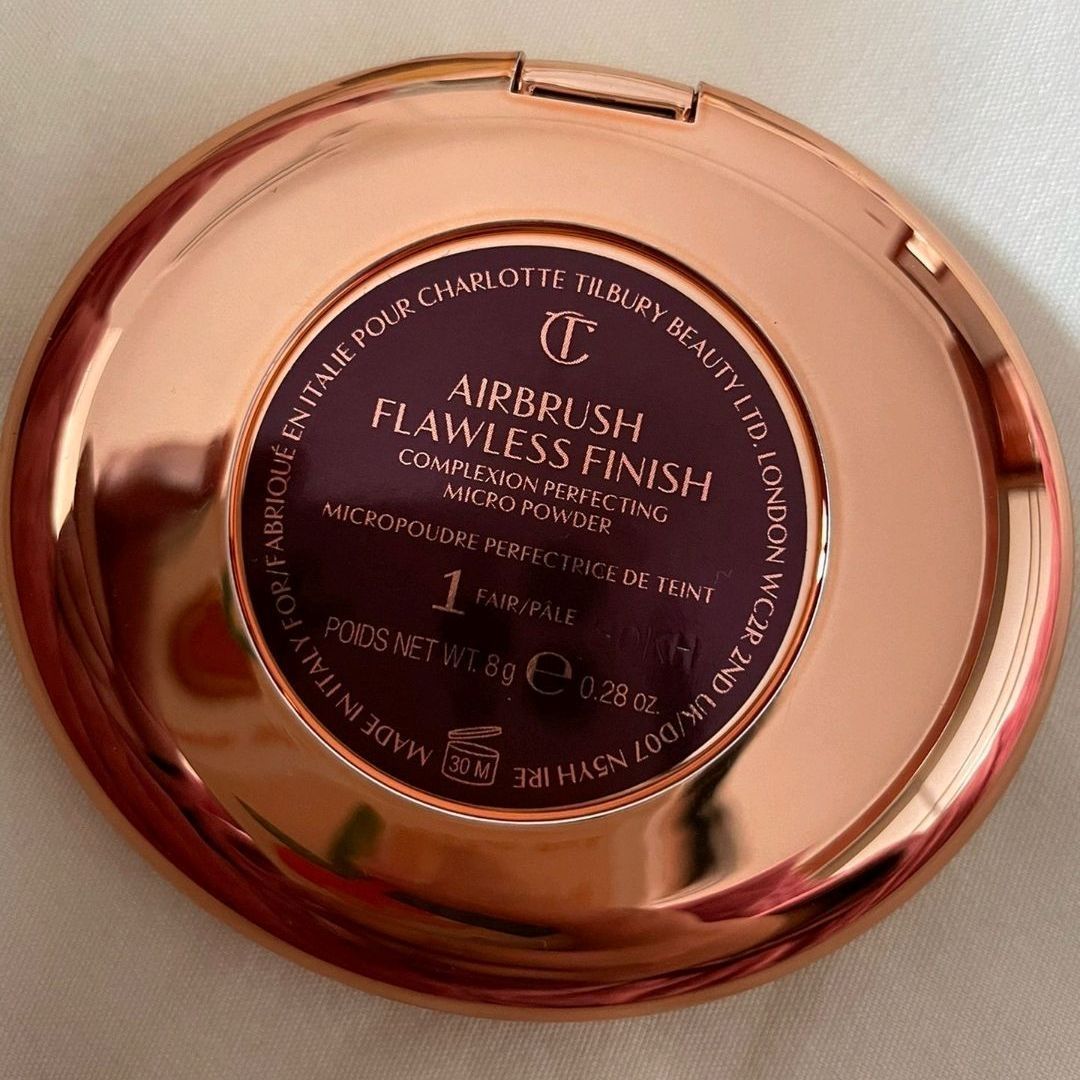 CT
AIRBRUSH
FLAWLESS FINISH
COMPLEXION PERFECTING
MICRO POWDER
MICROPOUDRE PERFECTRICE DE TEINT
1 FAIR/PÂLE
POIDS NET WT. 8g e 0.28 oz.
30 M
MADE IN ITALY FOR/FABRIQUÉ EN ITALIE POUR CHARLOTTE TILBURY BEAUTY LTD. LONDON WC2R 2ND UK/D07 N5YH IRE